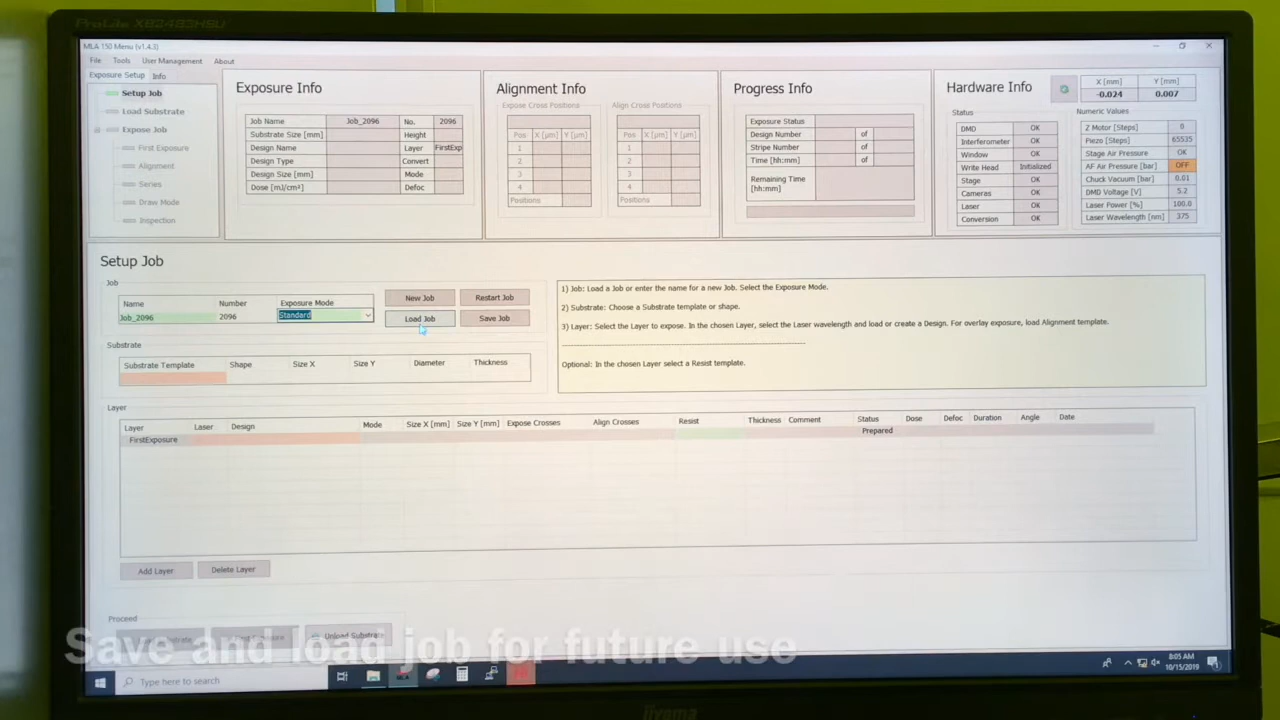 ProLite XB2483HSU
MLA 150 Menu (v1.4.3)
File Tools User Management About
Exposure Setup Info
Setup Job
Load Substrate
Expose Job
First Exposure
Alignment
Series
Draw Mode
Inspection
Exposure Info
Job Name Job_2096 No. 2096
Substrate Size [mm] Height
Design Name Layer FirstExp
Design Type Convert
Design Size [mm] Mode
Dose [mJ/cm²] Defoc
Alignment Info
Expose Cross Positions Align Cross Positions
Pos X [µm] Y [µm] Pos X [µm] Y [µm]
1 1
2 2
3 3
4 4
Positions Positions
Progress Info
Exposure Status
Design Number of
Stripe Number of
Time [hh:mm] of
Remaining Time
[hh:mm]
Hardware Info
X [mm] Y [mm]
-0.024 0.007
Status
DMD OK
Interferometer OK
Window OK
Write Head Initialized
Stage OK
Cameras OK
Laser OK
Conversion OK
Numeric Values
Z Motor [Steps] 0
Piezo [Steps] 65535
Stage Air Pressure OK
AF Air Pressure [bar] OFF
Chuck Vacuum [bar] 0.01
DMD Voltage [V] 5.2
Laser Power [%] 100.0
Laser Wavelength [nm] 375
Setup Job
Job
Name Number Exposure Mode
Job_2096 2096 Standard
New Job Restart Job
Load Job Save Job
1) Job: Load a Job or enter the name for a new Job. Select the Exposure Mode.
2) Substrate: Choose a Substrate template or shape.
3) Layer: Select the Layer to expose. In the chosen Layer, select the Laser wavelength and load or create a Design. For overlay exposure, load Alignment template.
Optional: In the chosen Layer select a Resist template.
Substrate
Substrate Template Shape Size X Size Y Diameter Thickness
Layer
Layer Laser Design Mode Size X [mm] Size Y [mm] Expose Crosses Align Crosses Resist Thickness Comment Status Dose Defoc Duration Angle Date
FirstExposure Prepared
Add Layer Delete Layer
Proceed
Unload Substrate
Save and load job for future use
Type here to search
8:05 AM
10/15/2019
iiyama